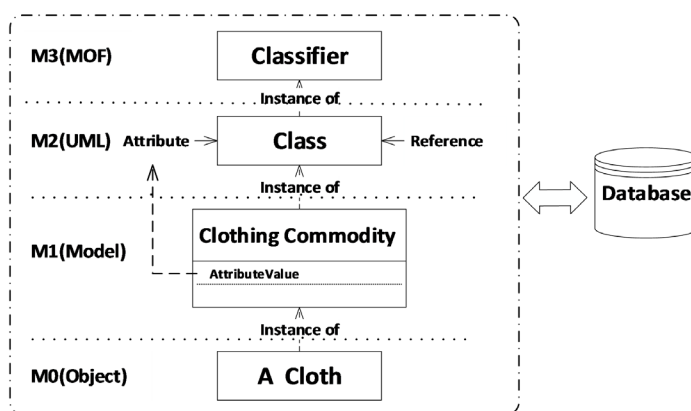 M3(MOF)
Classifier
Instance of
M2(UML)
Attribute
Class
Reference
Instance of
M1(Model)
Clothing Commodity
AttributeValue
Instance of
M0(Object)
A Cloth
Database